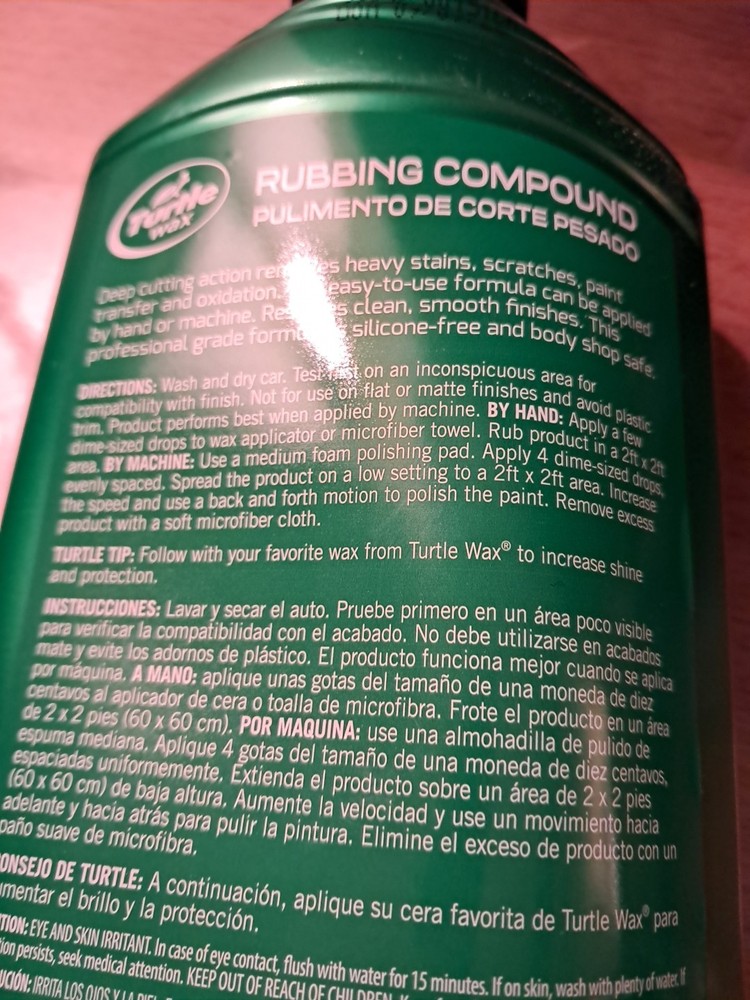 Turtle
wax
RUBBING COMPOUND
PULIMENTO DE CORTE PESADO
Deep cutting action heavy stains, scratches, paint
transfer and oxidation. easy-to-use formula can be applied
by hand or machine. clean, smooth finishes. This
professional grade silicone-free and body shop safe.
DIRECTIONS: Wash and dry car. Test first on an inconspicuous area for
compatibility with finish. Not for use on flat or matte finishes and avoid plastic
trim. Product performs best when applied by machine. BY HAND: Apply a few
dime-sized drops to wax applicator or microfiber towel. Rub product in a 2ft x 2ft
area. BY MACHINE: Use a medium foam polishing pad. Apply 4 dime-sized drops,
evenly spaced. Spread the product on a low setting to a 2ft x 2ft area. Increase
the speed and use a back and forth motion to polish the paint. Remove excess
product with a soft microfiber cloth.
TURTLE TIP: Follow with your favorite wax from Turtle Wax® to increase shine
and protection.
INSTRUCCIONES: Lavar y secar el auto. Pruebe primero en un área poco visible
para verificar la compatibilidad con el acabado. No debe utilizarse en acabados
mate y evite los adornos de plástico. El producto funciona mejor cuando se aplica
por máquina. A MANO: aplique unas gotas del tamaño de una moneda de diez
centavos al aplicador de cera o toalla de microfibra. Frote el producto en un área
de 2 x 2 pies (60 x 60 cm). POR MAQUINA: use una almohadilla de pulido de
espuma mediana. Aplique 4 gotas del tamaño de una moneda de diez centavos,
espaciadas uniformemente. Extienda el producto sobre un área de 2 x 2 pies
(60 x 60 cm) de baja altura. Aumente la velocidad y use un movimiento hacia
adelante y hacia atrás para pulir la pintura. Elimine el exceso de producto con un
paño suave de microfibra.
ONSEJO DE TURTLE: A continuación, aplique su cera favorita de Turtle Wax® para
umentar el brillo y la protección.
TION: EYE AND SKIN IRRITANT. In case of eye contact, flush with water for 15 minutes. If on skin, wash with plenty of water. If
ion persists, seek medical attention. KEEP OUT OF REACH OF CHILDREN.
UCIÓN: IRRITA LOS OJOS Y LA PIEL.